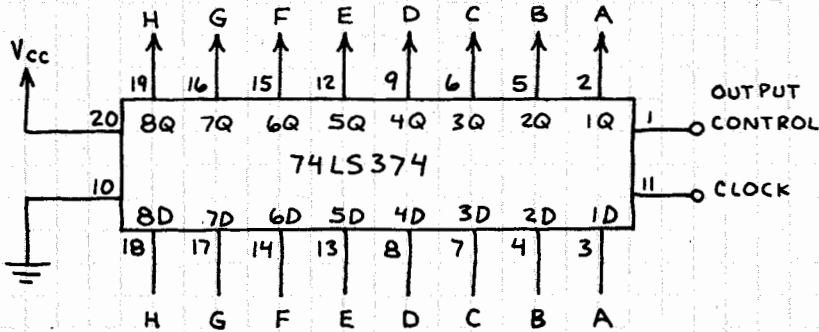 H G F E D C B A
Vcc
19 16 15 12 9 6 5 2
OUTPUT
20 8Q 7Q 6Q 5Q 4Q 3Q 2Q 1Q 1 CONTROL
74LS374
10 11 CLOCK
8D 7D 6D 5D 4D 3D 2D 1D
18 17 14 13 8 7 4 3
H G F E D C B A